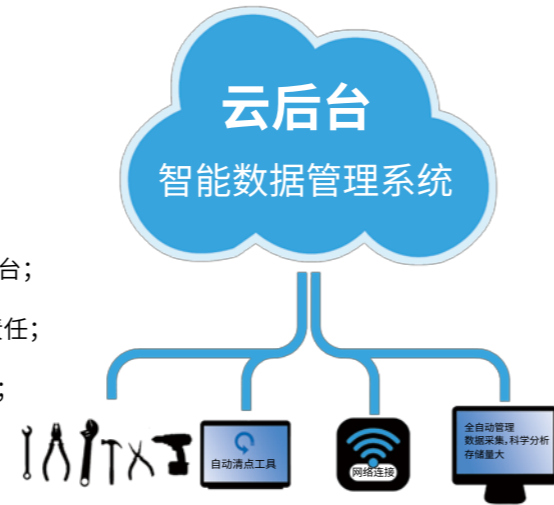 云后台
智能数据管理系统
台；
任；
；
自动清点工具
网络连接
全自动管理
数据采集，科学分析
存储量大